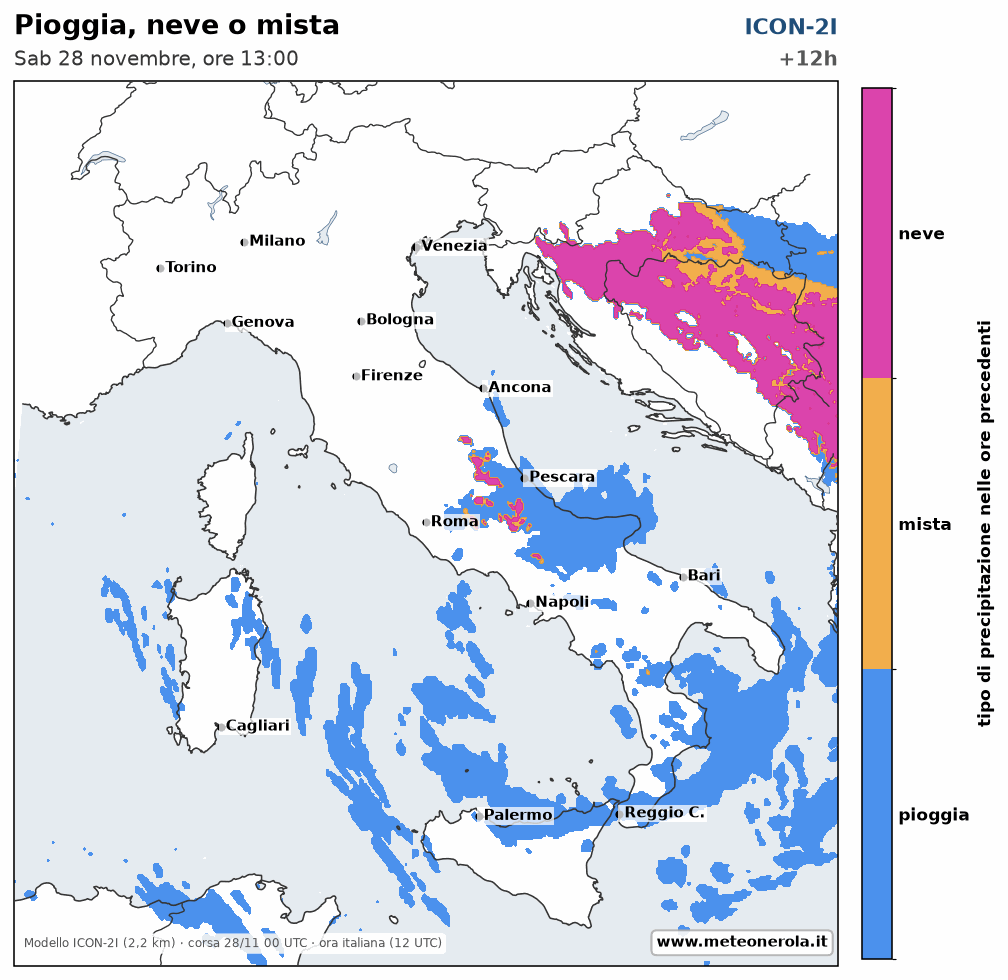 Pioggia, neve o mista
ICON-2I
Sab 28 novembre, ore 13:00
+12h
neve
Milano
Venezia
Torino
Genova
Bologna
Firenze
Ancona
Pescara
Roma
mista
Bari
Napoli
Cagliari
Palermo
Reggio C.
pioggia
tipo di precipitazione nelle ore precedenti
Modello ICON-2I (2,2 km) · corsa 28/11 00 UTC · ora italiana (12 UTC)
www.meteonerola.it